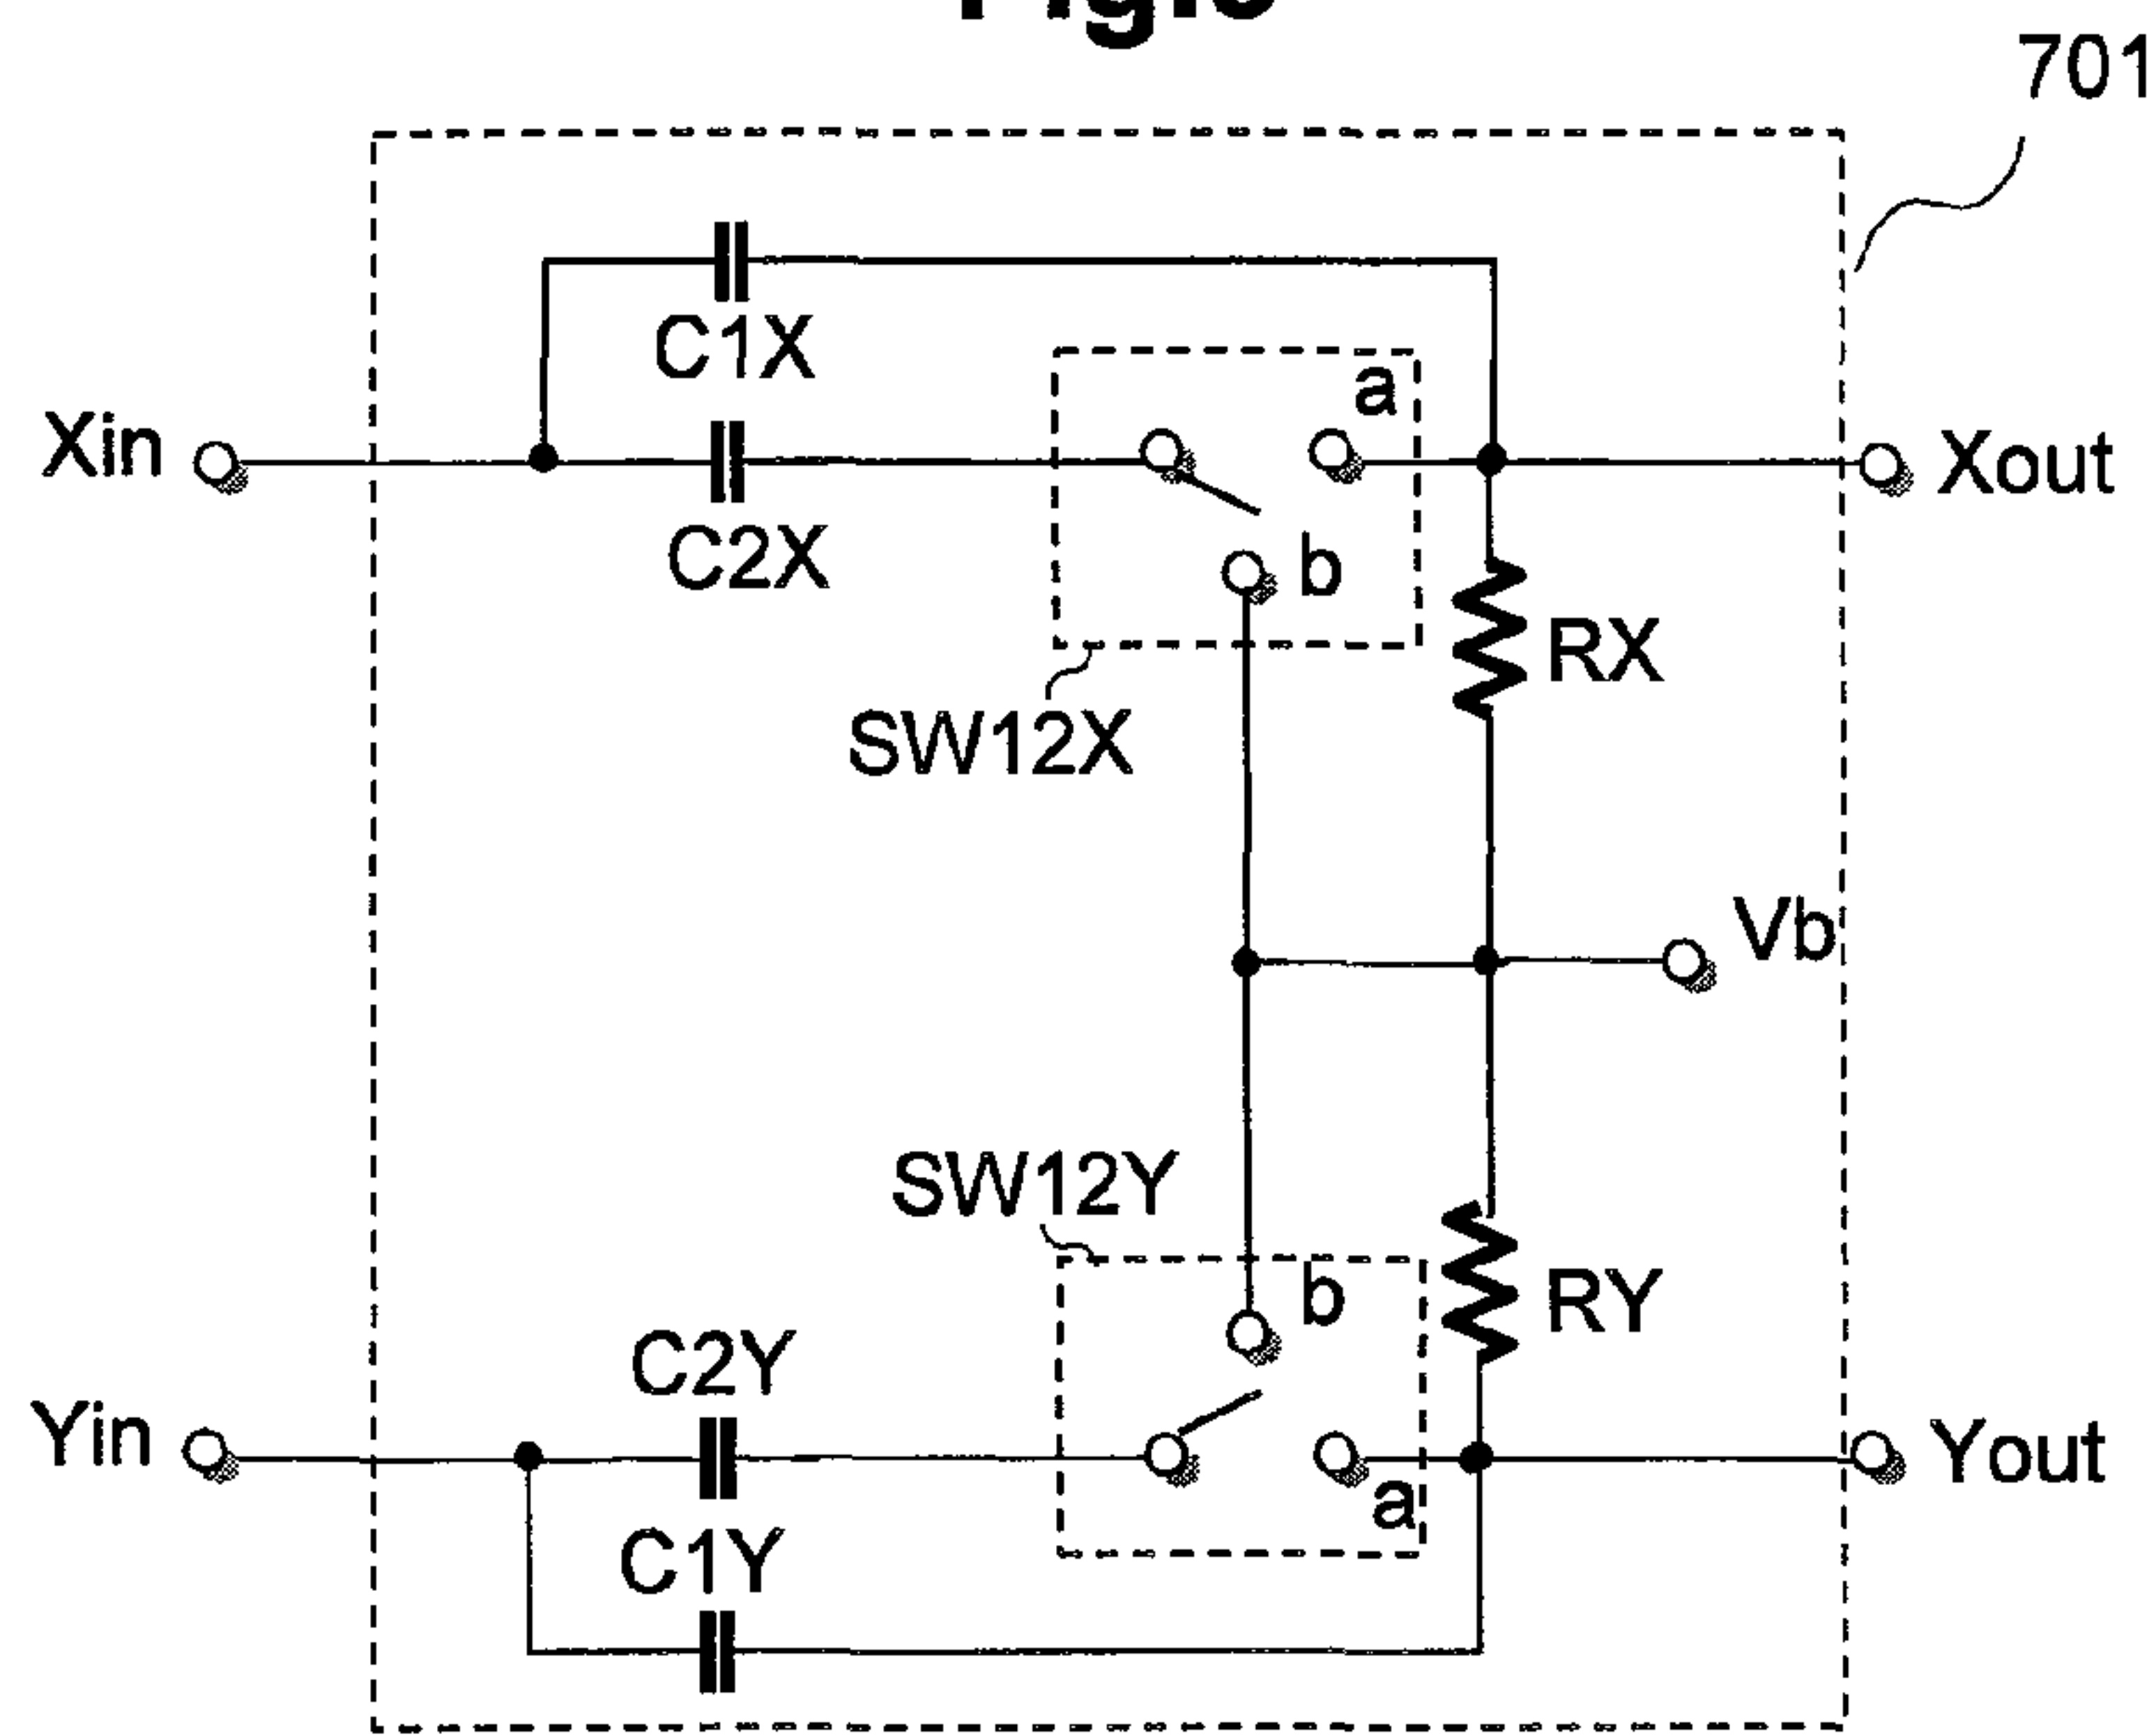 701
C1X
a
Xin
Xout
C2X
b
RX
SW12X
Vb
SW12Y
b
RY
C2Y
Yin
Yout
a
C1Y